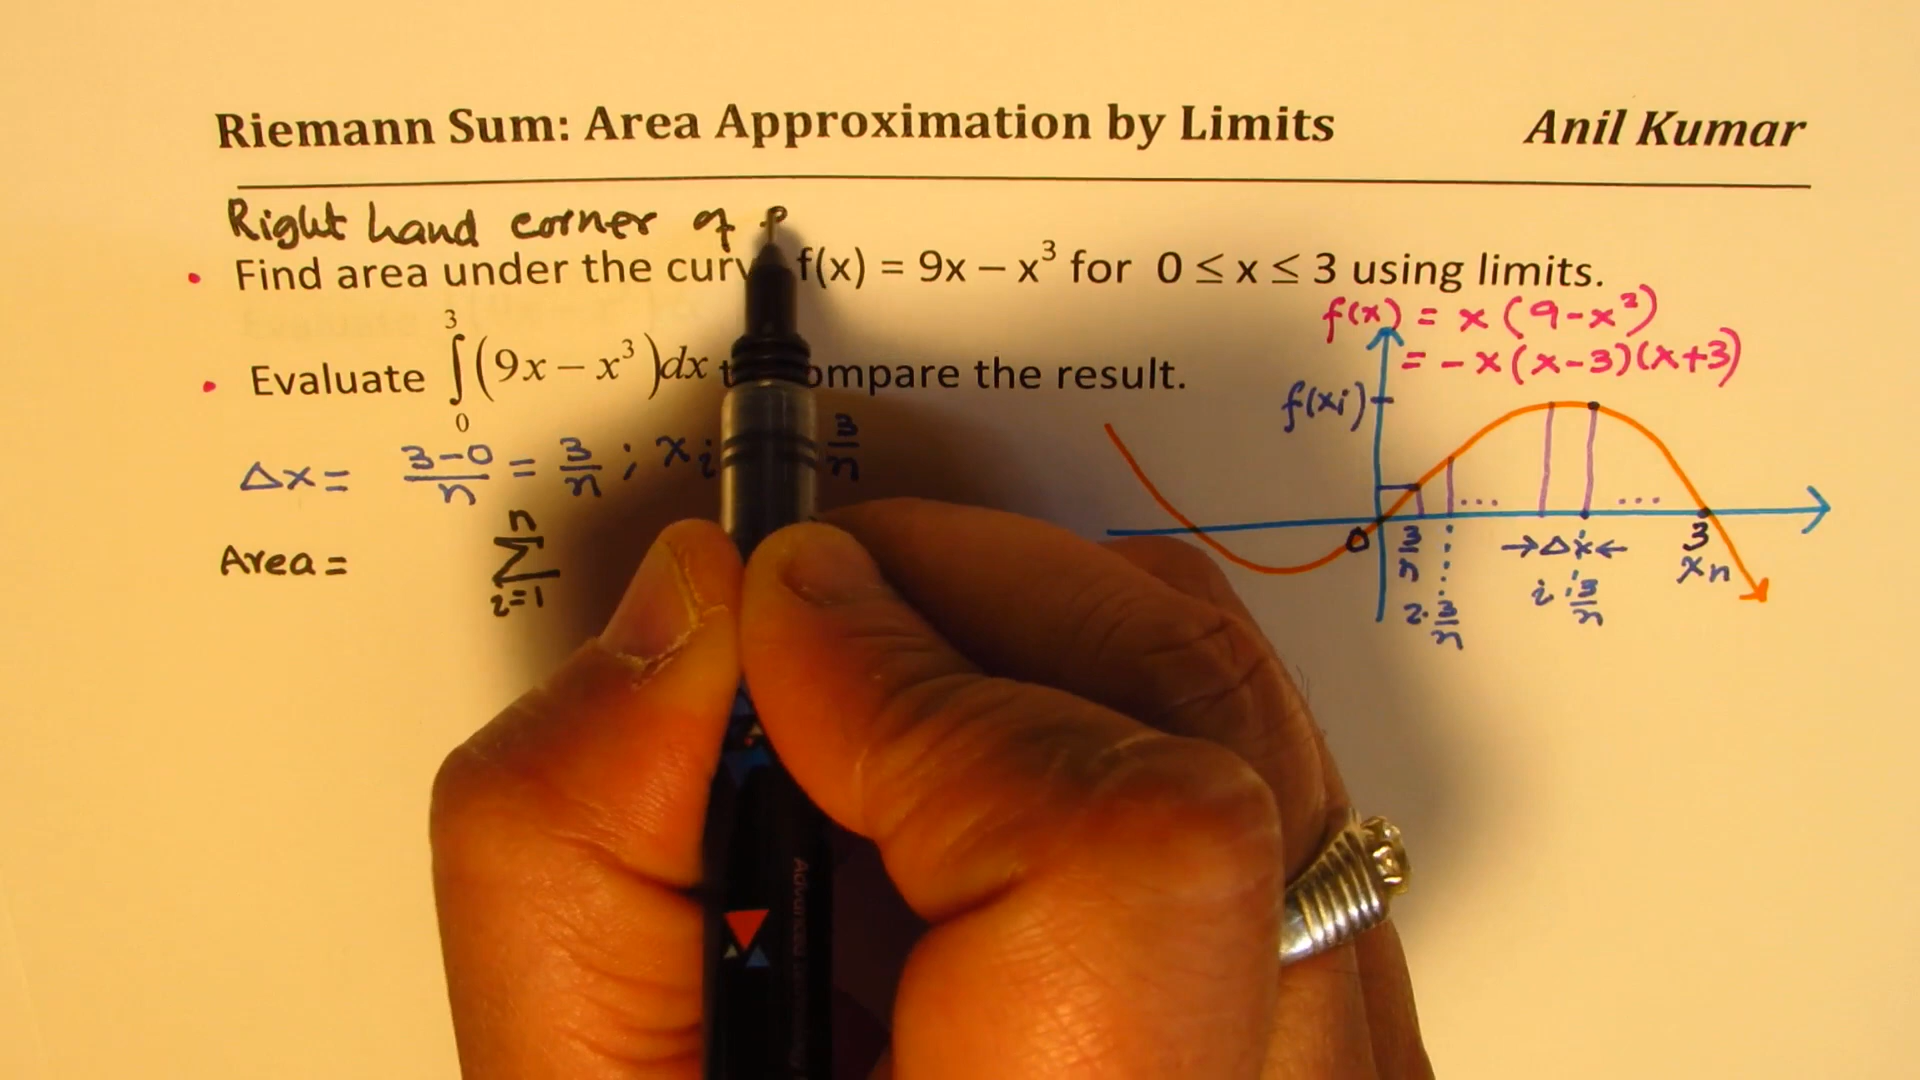 Riemann Sum: Area Approximation by Limits Anil Kumar
Right hand corner of
• Find area under the curv f(x) = 9x – x³ for 0 ≤ x ≤ 3 using limits.
f(x) = x(9-x²)
= -x(x-3)(x+3)
• Evaluate ∫₀³(9x – x³)dx ompare the result.
f(xi)
Δx = (3-0)/n = 3/n ; xi 3/n
0 3/n →Δx← 3
xn
2·3/n i·3/n
Area = Σ i=1 n